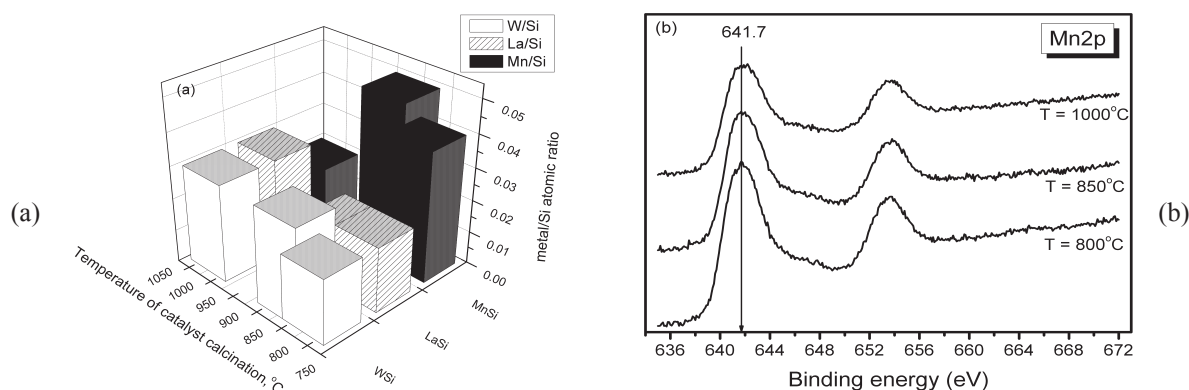 (a)
(a)
W/Si
La/Si
Mn/Si
0.05
0.04
0.03
0.02
0.01
0.00
metal/Si atomic ratio
MnSi
LaSi
WSi
1050
1000
950
900
850
800
750
Temperature of catalyst calcination, °C
(b)
641.7
Mn2p
T = 1000°C
T = 850°C
T = 800°C
636 640 644 648 652 656 660 664 668 672
Binding energy (eV)
(b)